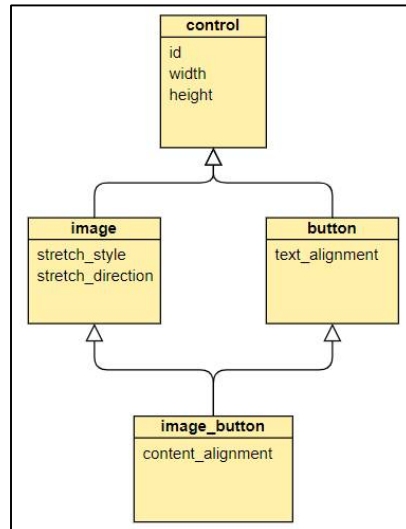 control
id
width
height
image
stretch_style
stretch_direction
button
text_alignment
image_button
content_alignment